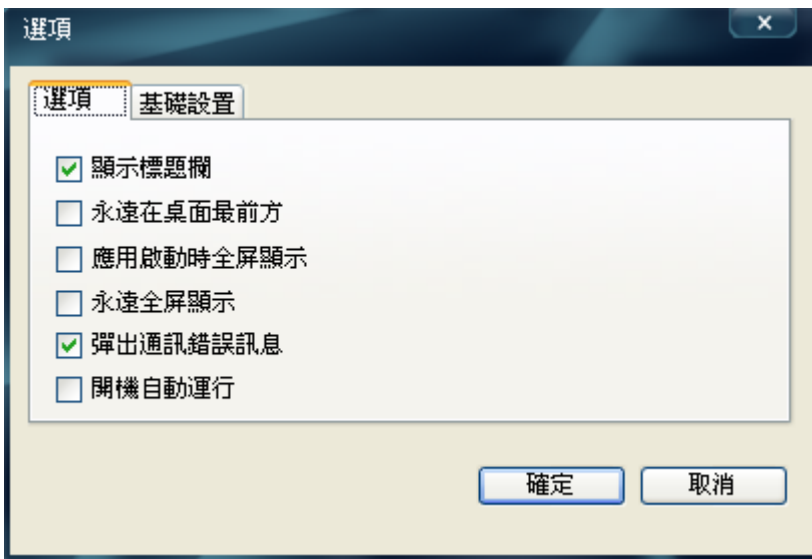 選項
選項
基礎設置
顯示標題欄
永遠在桌面最前方
應用啟動時全屏顯示
永遠全屏顯示
彈出通訊錯誤訊息
開機自動運行
確定
取消